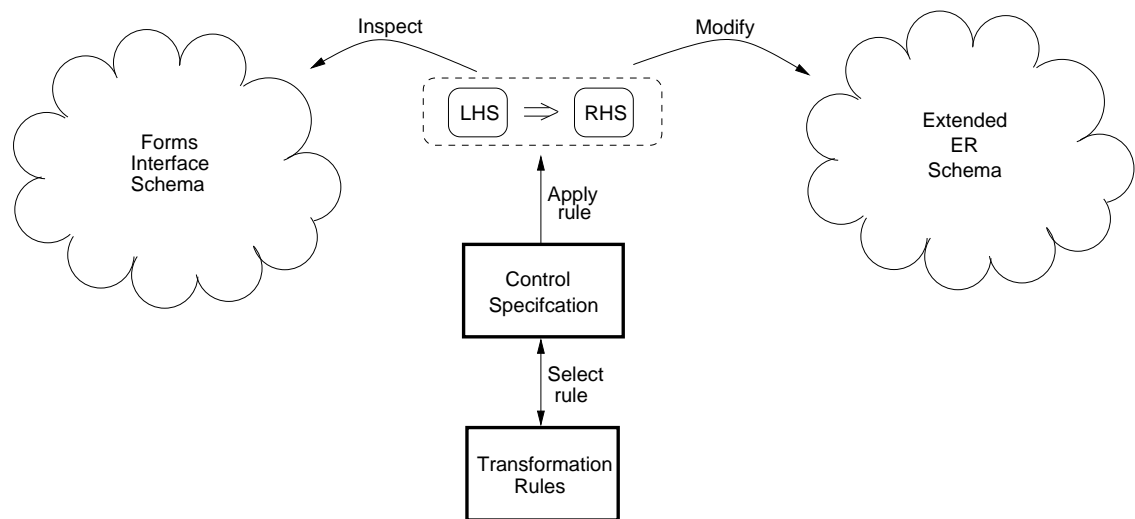 Inspect
Modify
LHS
RHS
Forms
Interface
Schema
Extended
ER
Schema
Apply
rule
Control
Specifcation
Select
rule
Transformation
Rules